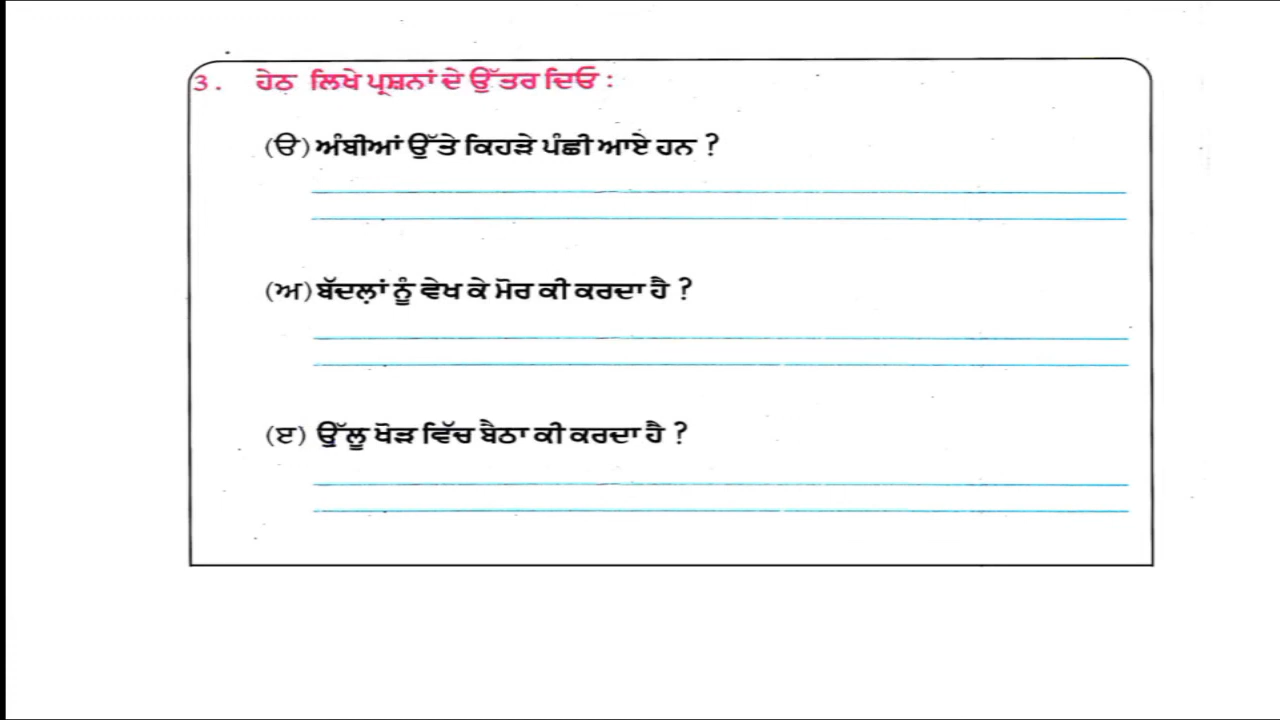 3. ਹੇਠ ਲਿਖੇ ਪ੍ਰਸ਼ਨਾਂ ਦੇ ਉੱਤਰ ਦਿਓ :
(ੳ) ਅੰਬੀਆਂ ਉੱਤੇ ਕਿਹੜੇ ਪੰਛੀ ਆਏ ਹਨ ?
(ਅ) ਬੱਦਲਾਂ ਨੂੰ ਵੇਖ ਕੇ ਮੋਰ ਕੀ ਕਰਦਾ ਹੈ ?
(ੲ) ਉੱਲੂ ਖੋੜ ਵਿੱਚ ਬੈਠਾ ਕੀ ਕਰਦਾ ਹੈ ?